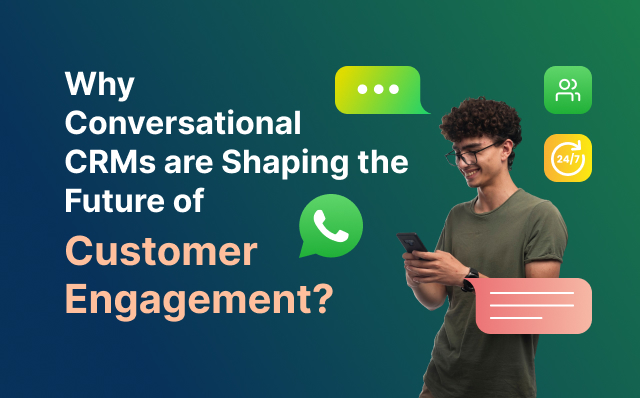 Why
Conversational
CRMs are Shaping the
Future of
Customer
Engagement?
24/7